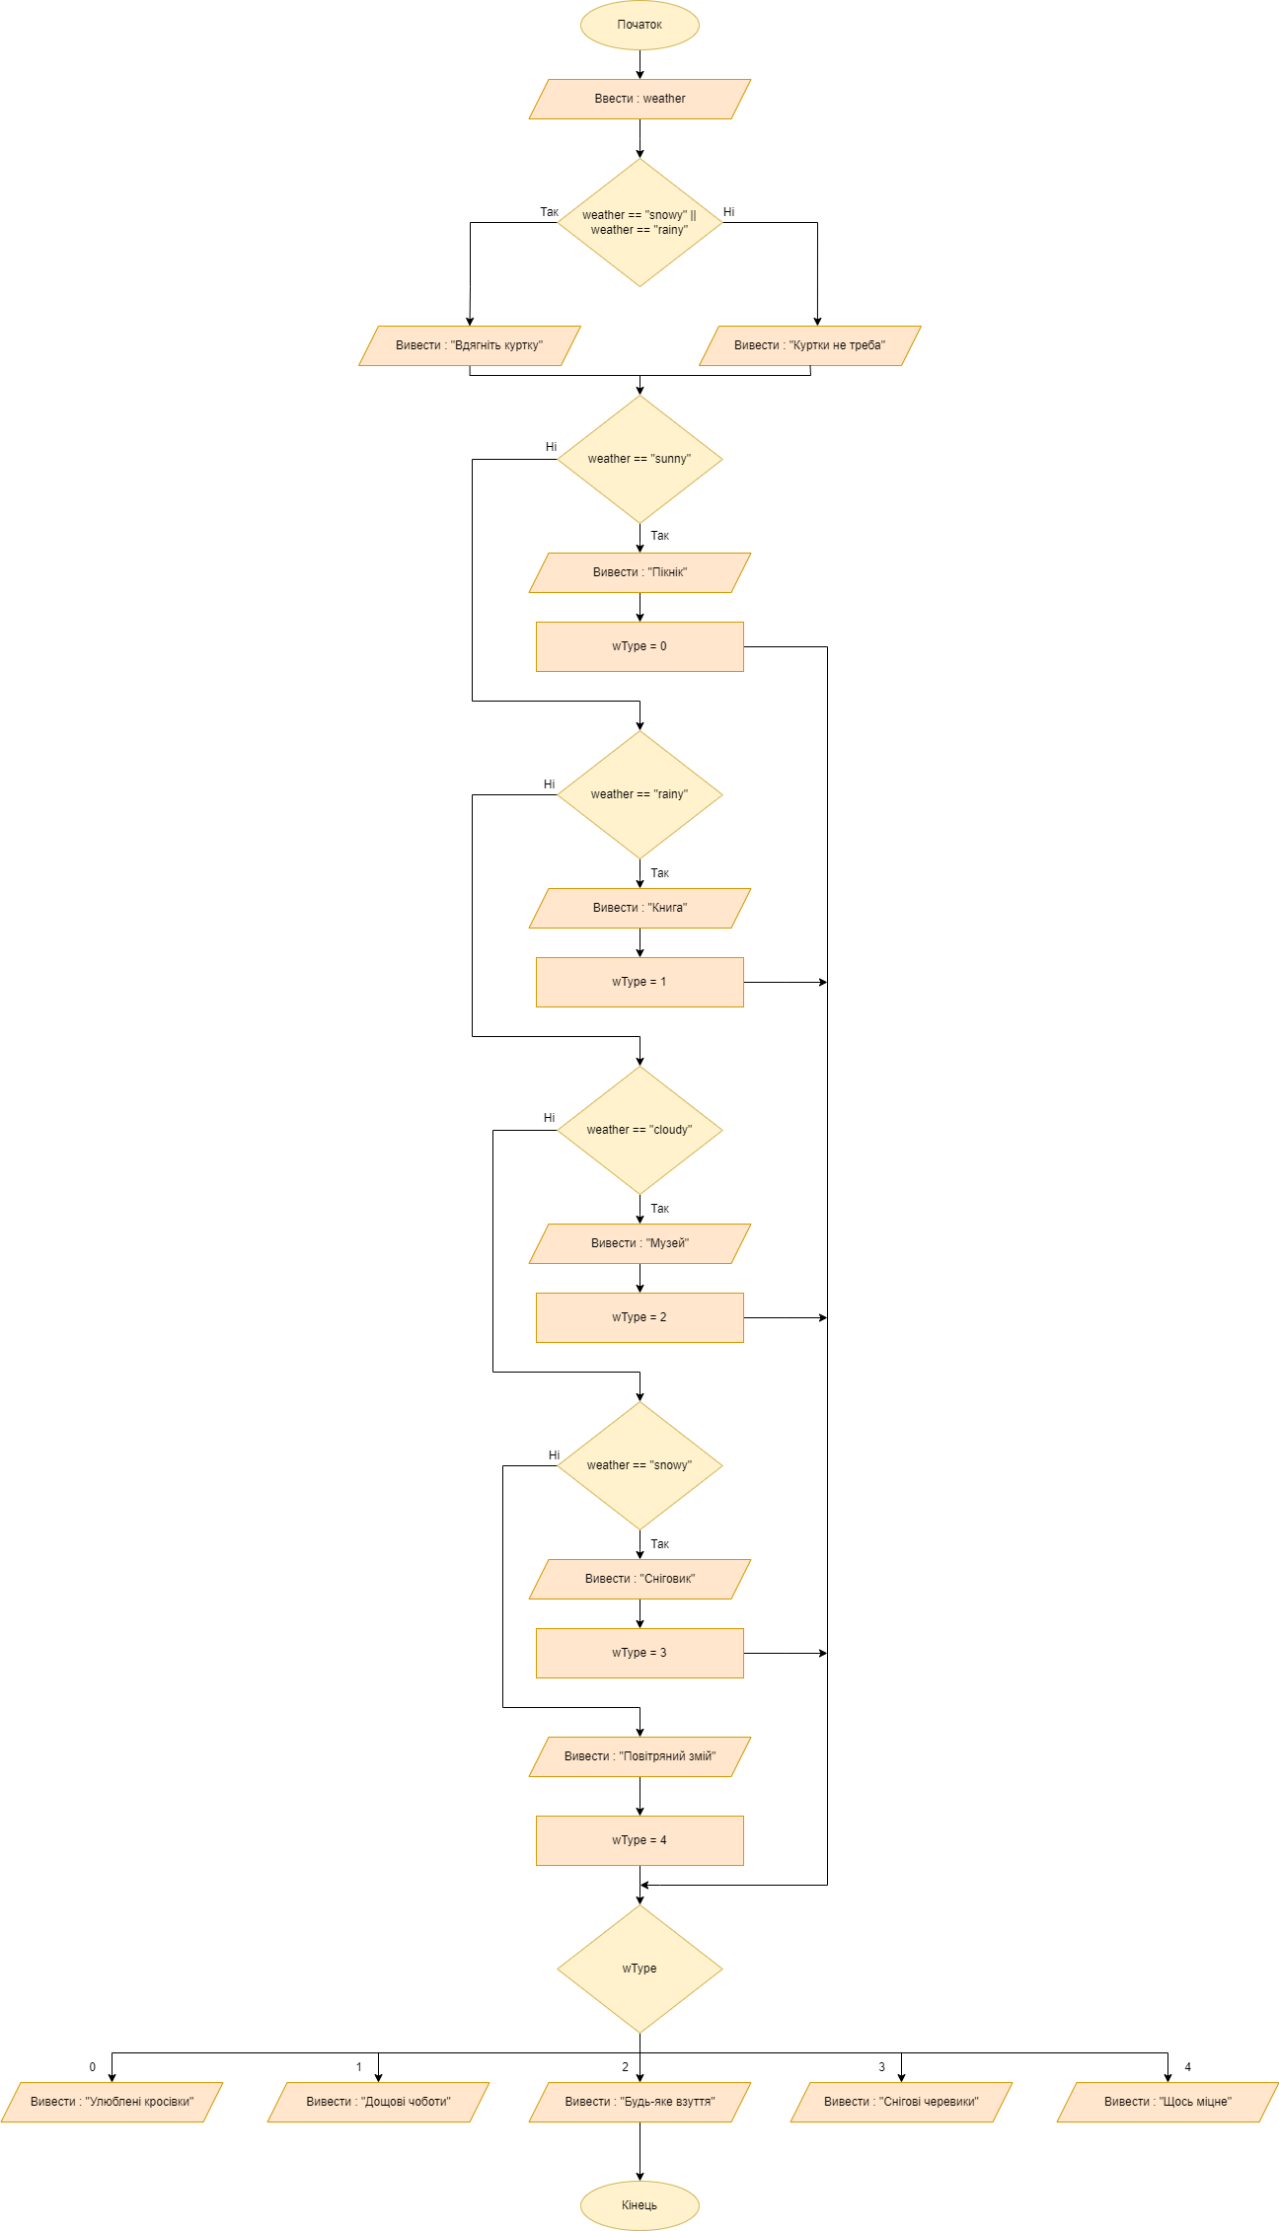 Початок
Ввести : weather
Так
weather == "snowy" ||
weather == "rainy"
Ні
Вивести : "Вдягніть куртку"
Вивести : "Куртки не треба"
Ні
weather == "sunny"
Так
Вивести : "Пікнік"
wType = 0
Ні
weather == "rainy"
Так
Вивести : "Книга"
wType = 1
Ні
weather == "cloudy"
Так
Вивести : "Музей"
wType = 2
Ні
weather == "snowy"
Так
Вивести : "Сніговик"
wType = 3
Вивести : "Повітряний змій"
wType = 4
wType
0
1
2
3
4
Вивести : "Улюблені кросівки"
Вивести : "Дощові чоботи"
Вивести : "Будь-яке взуття"
Вивести : "Снігові черевики"
Вивести : "Щось міцне"
Кінець